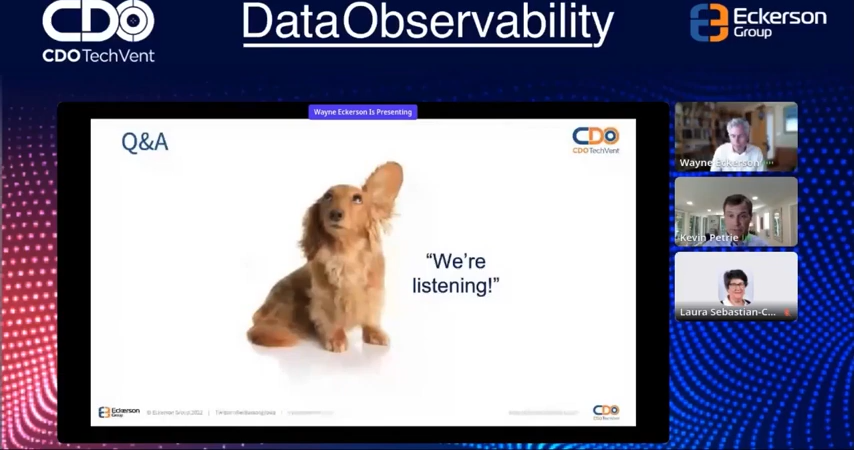 CDO
CDO TechVent
DataObservability
Eckerson
Group
Wayne Eckerson Is Presenting
Q&A
CDO
CDO TechVent
“We’re
listening!”
Wayne Eckerson
Kevin Petrie
Laura Sebastian-C...
Eckerson
Group
© Eckerson Group 2022
CDO